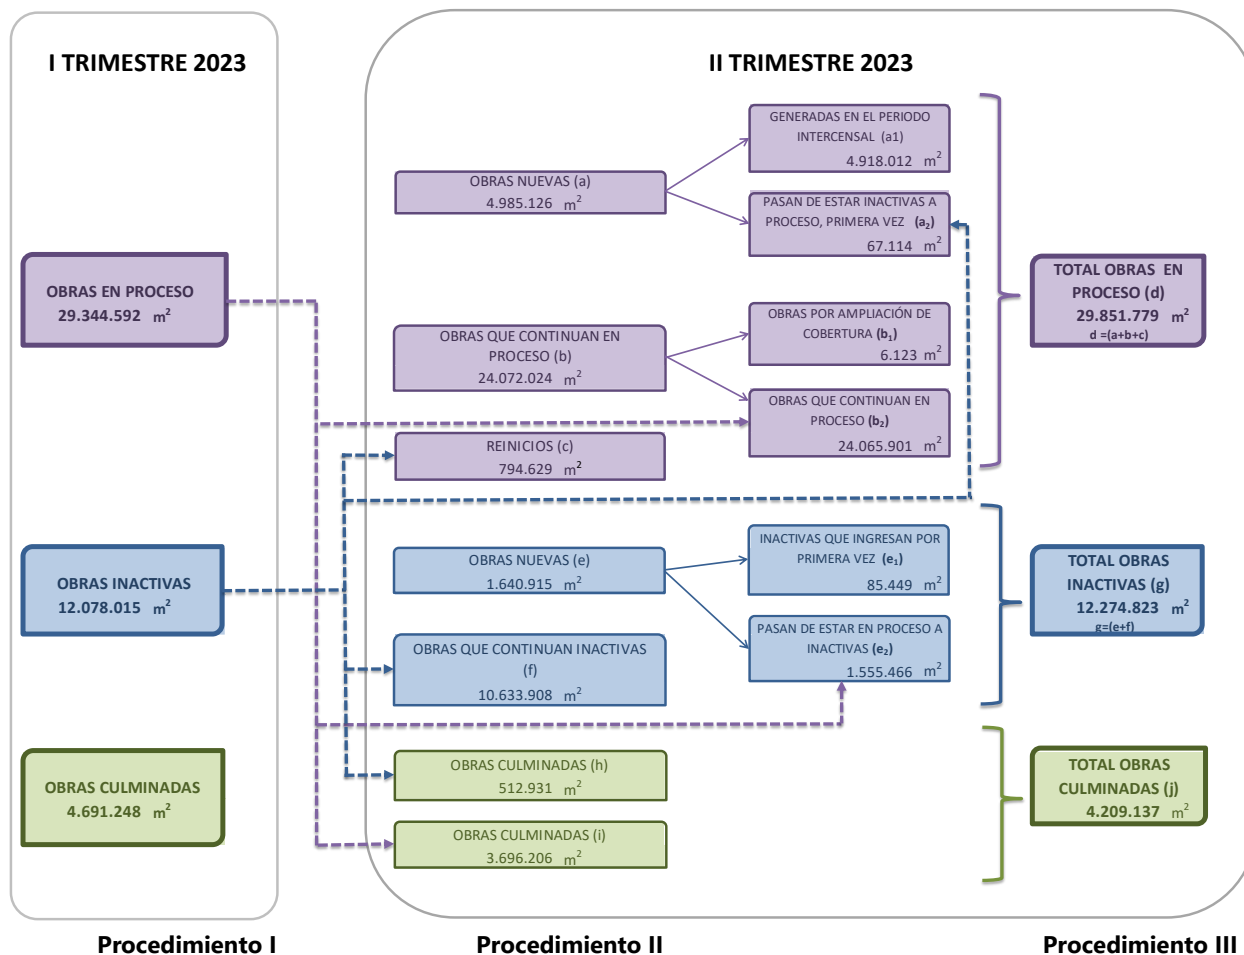 I TRIMESTRE 2023
II TRIMESTRE 2023
OBRAS EN PROCESO
29.344.592 m²
OBRAS INACTIVAS
12.078.015 m²
OBRAS CULMINADAS
4.691.248 m²
OBRAS NUEVAS (a)
4.985.126 m²
GENERADAS EN EL PERIODO
INTERCENSAL (a1)
4.918.012 m²
PASAN DE ESTAR INACTIVAS A
PROCESO, PRIMERA VEZ (a₂)
67.114 m²
OBRAS QUE CONTINUAN EN
PROCESO (b)
24.072.024 m²
OBRAS POR AMPLIACIÓN DE
COBERTURA (b₁)
6.123 m²
OBRAS QUE CONTINUAN EN
PROCESO (b₂)
24.065.901 m²
REINICIOS (c)
794.629 m²
TOTAL OBRAS EN
PROCESO (d)
29.851.779 m²
d =(a+b+c)
OBRAS NUEVAS (e)
1.640.915 m²
INACTIVAS QUE INGRESAN POR
PRIMERA VEZ (e₁)
85.449 m²
PASAN DE ESTAR EN PROCESO A
INACTIVAS (e₂)
1.555.466 m²
OBRAS QUE CONTINUAN INACTIVAS
(f)
10.633.908 m²
TOTAL OBRAS
INACTIVAS (g)
12.274.823 m²
g=(e+f)
OBRAS CULMINADAS (h)
512.931 m²
OBRAS CULMINADAS (i)
3.696.206 m²
TOTAL OBRAS
CULMINADAS (j)
4.209.137 m²
Procedimiento I
Procedimiento II
Procedimiento III